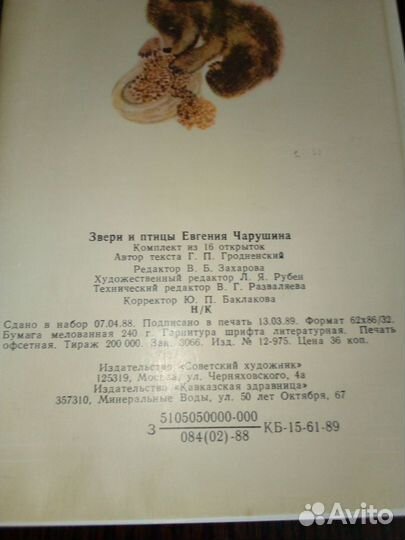 Звери и птицы Евгения Чарушина
Комплект из 16 открыток
Автор текста Г. П. Гродненский
Редактор В. Б. Захарова
Художественный редактор Л. Я. Рубен
Технический редактор В. Г. Разваляева
Корректор Ю. П. Баклакова
Н/К
Сдано в набор 07.04.88. Подписано в печать 13.03.89. Формат 62х86/32.
Бумага мелованная 240 г. Гарнитура шрифта литературная. Печать
офсетная. Тираж 200 000. Зак. 3066. Изд. № 12-975. Цена 36 коп.
Издательство «Советский художник»
125319, Москва, ул. Черняховского, 4а
Издательство «Кавказская здравница»
357310, Минеральные Воды, ул. 50 лет Октября, 67
5105050000-000
З КБ-15-61-89
084(02)-88
Avito